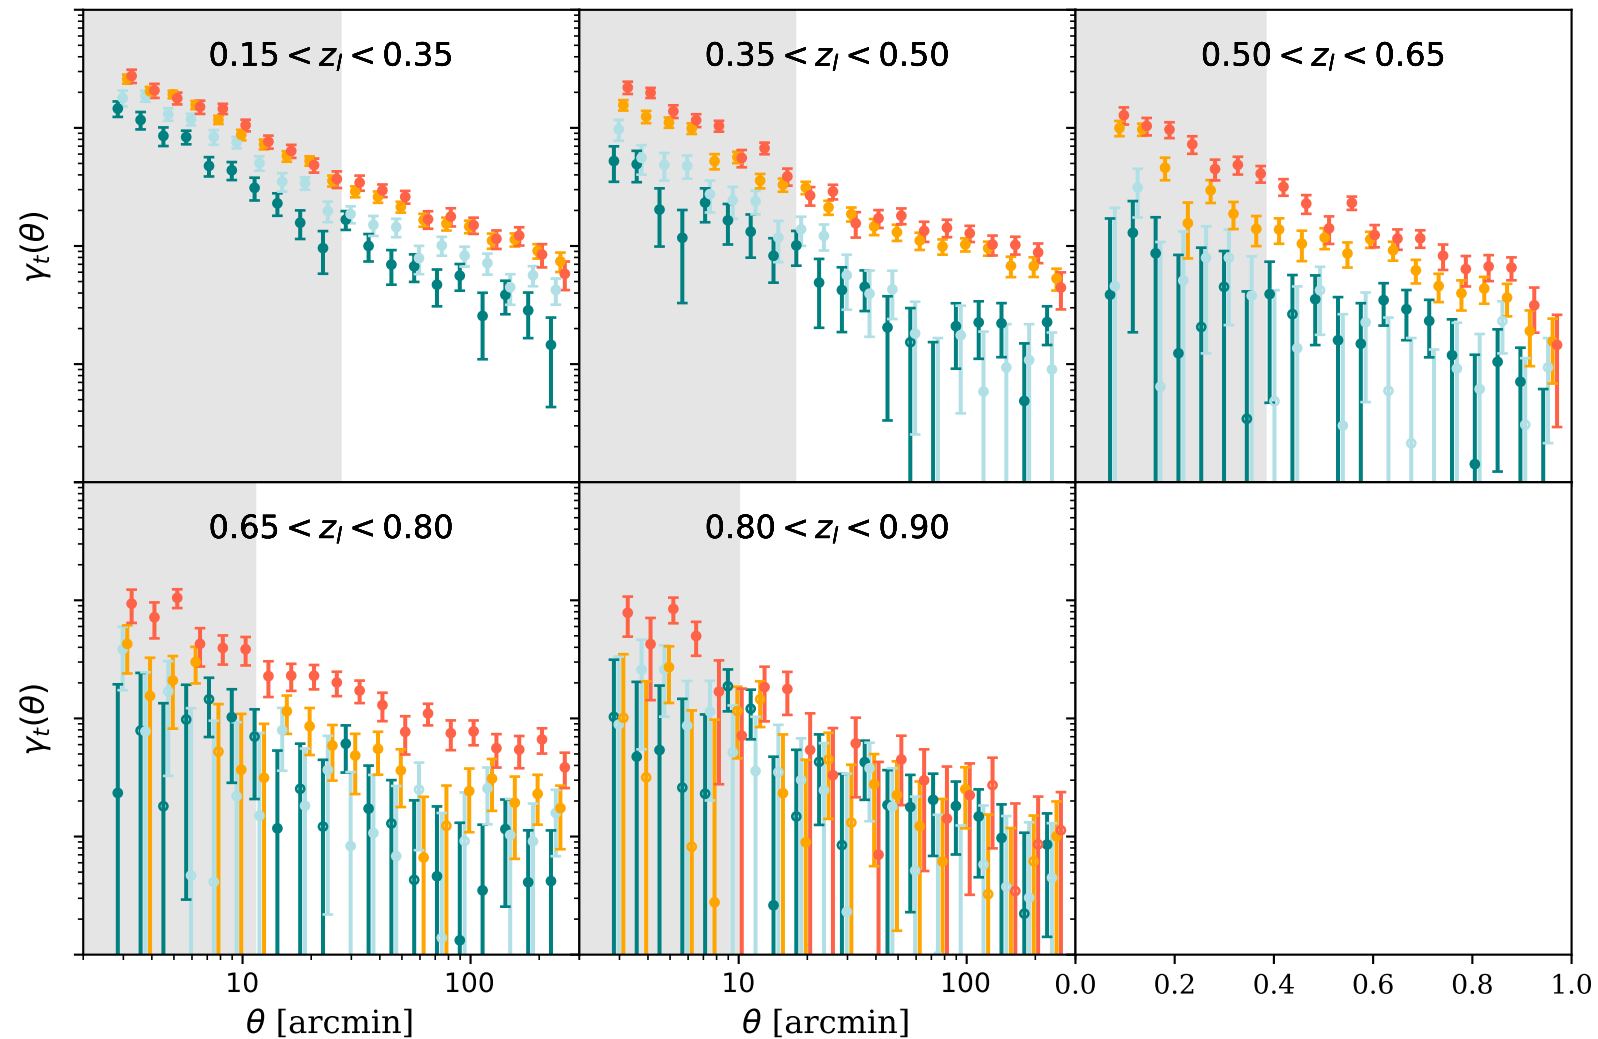 0.15 < z_l < 0.35
0.35 < z_l < 0.50
0.50 < z_l < 0.65
γ_t(θ)
0.65 < z_l < 0.80
0.80 < z_l < 0.90
γ_t(θ)
10 100 10 100 0.0 0.2 0.4 0.6 0.8 1.0
θ [arcmin] θ [arcmin]